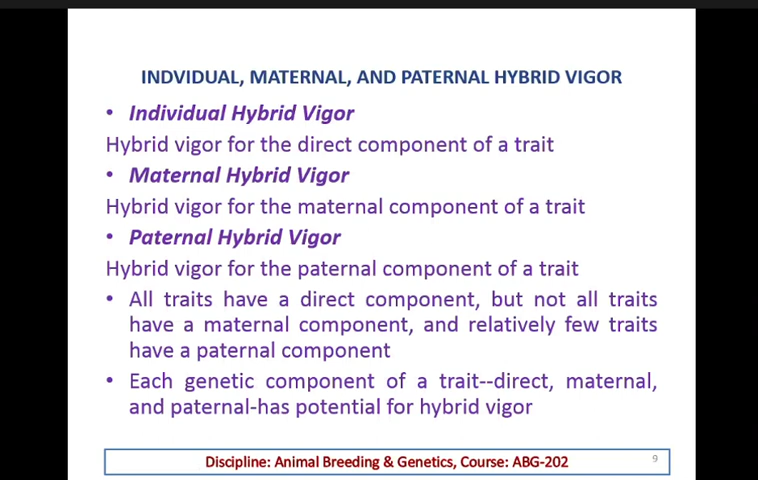 INDVIDUAL, MATERNAL, AND PATERNAL HYBRID VIGOR
• Individual Hybrid Vigor
Hybrid vigor for the direct component of a trait
• Maternal Hybrid Vigor
Hybrid vigor for the maternal component of a trait
• Paternal Hybrid Vigor
Hybrid vigor for the paternal component of a trait
• All traits have a direct component, but not all traits
have a maternal component, and relatively few traits
have a paternal component
• Each genetic component of a trait--direct, maternal,
and paternal-has potential for hybrid vigor
Discipline: Animal Breeding & Genetics, Course: ABG-202
9